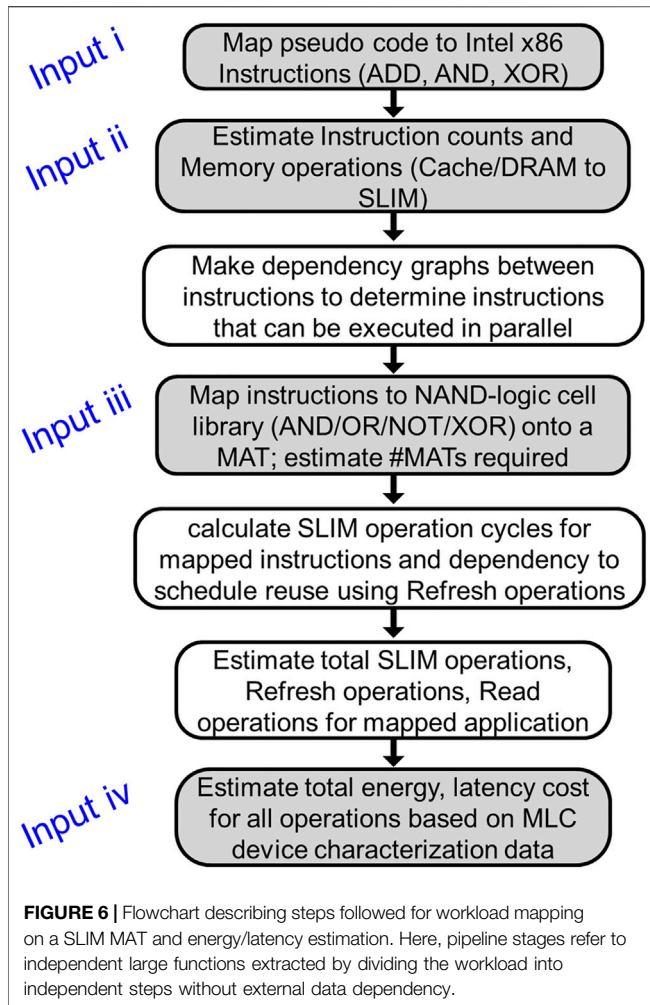 Input i
Map pseudo code to Intel x86
Instructions (ADD, AND, XOR)
Input ii
Estimate Instruction counts and
Memory operations (Cache/DRAM to
SLIM)
Make dependency graphs between
instructions to determine instructions
that can be executed in parallel
Input iii
Map instructions to NAND-logic cell
library (AND/OR/NOT/XOR) onto a
MAT; estimate #MATs required
calculate SLIM operation cycles for
mapped instructions and dependency to
schedule reuse using Refresh operations
Estimate total SLIM operations,
Refresh operations, Read
operations for mapped application
Input iv
Estimate total energy, latency cost
for all operations based on MLC
device characterization data
FIGURE 6 | Flowchart describing steps followed for workload mapping
on a SLIM MAT and energy/latency estimation. Here, pipeline stages refer to
independent large functions extracted by dividing the workload into
independent steps without external data dependency.